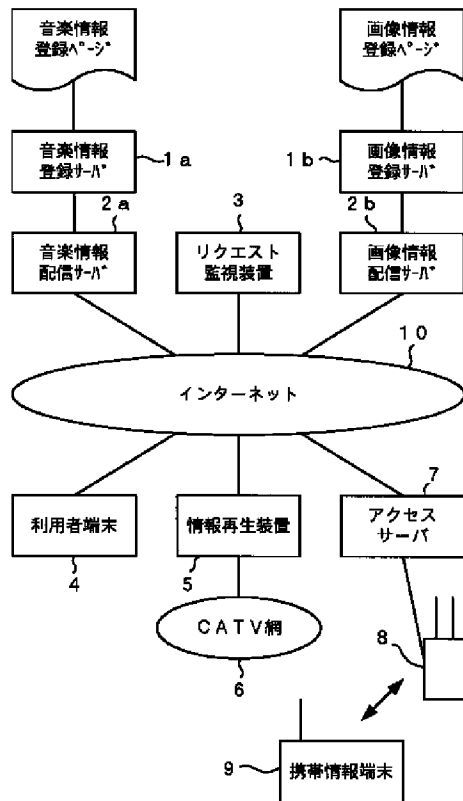 音楽情報
登録ページ
画像情報
登録ページ
音楽情報
登録サーバ
1a
1b
画像情報
登録サーバ
2a
3
2b
音楽情報
配信サーバ
リクエスト
監視装置
画像情報
配信サーバ
10
インターネット
7
利用者端末
情報再生装置
アクセス
サーバ
4
5
CATV網
6
8
9
携帯情報端末